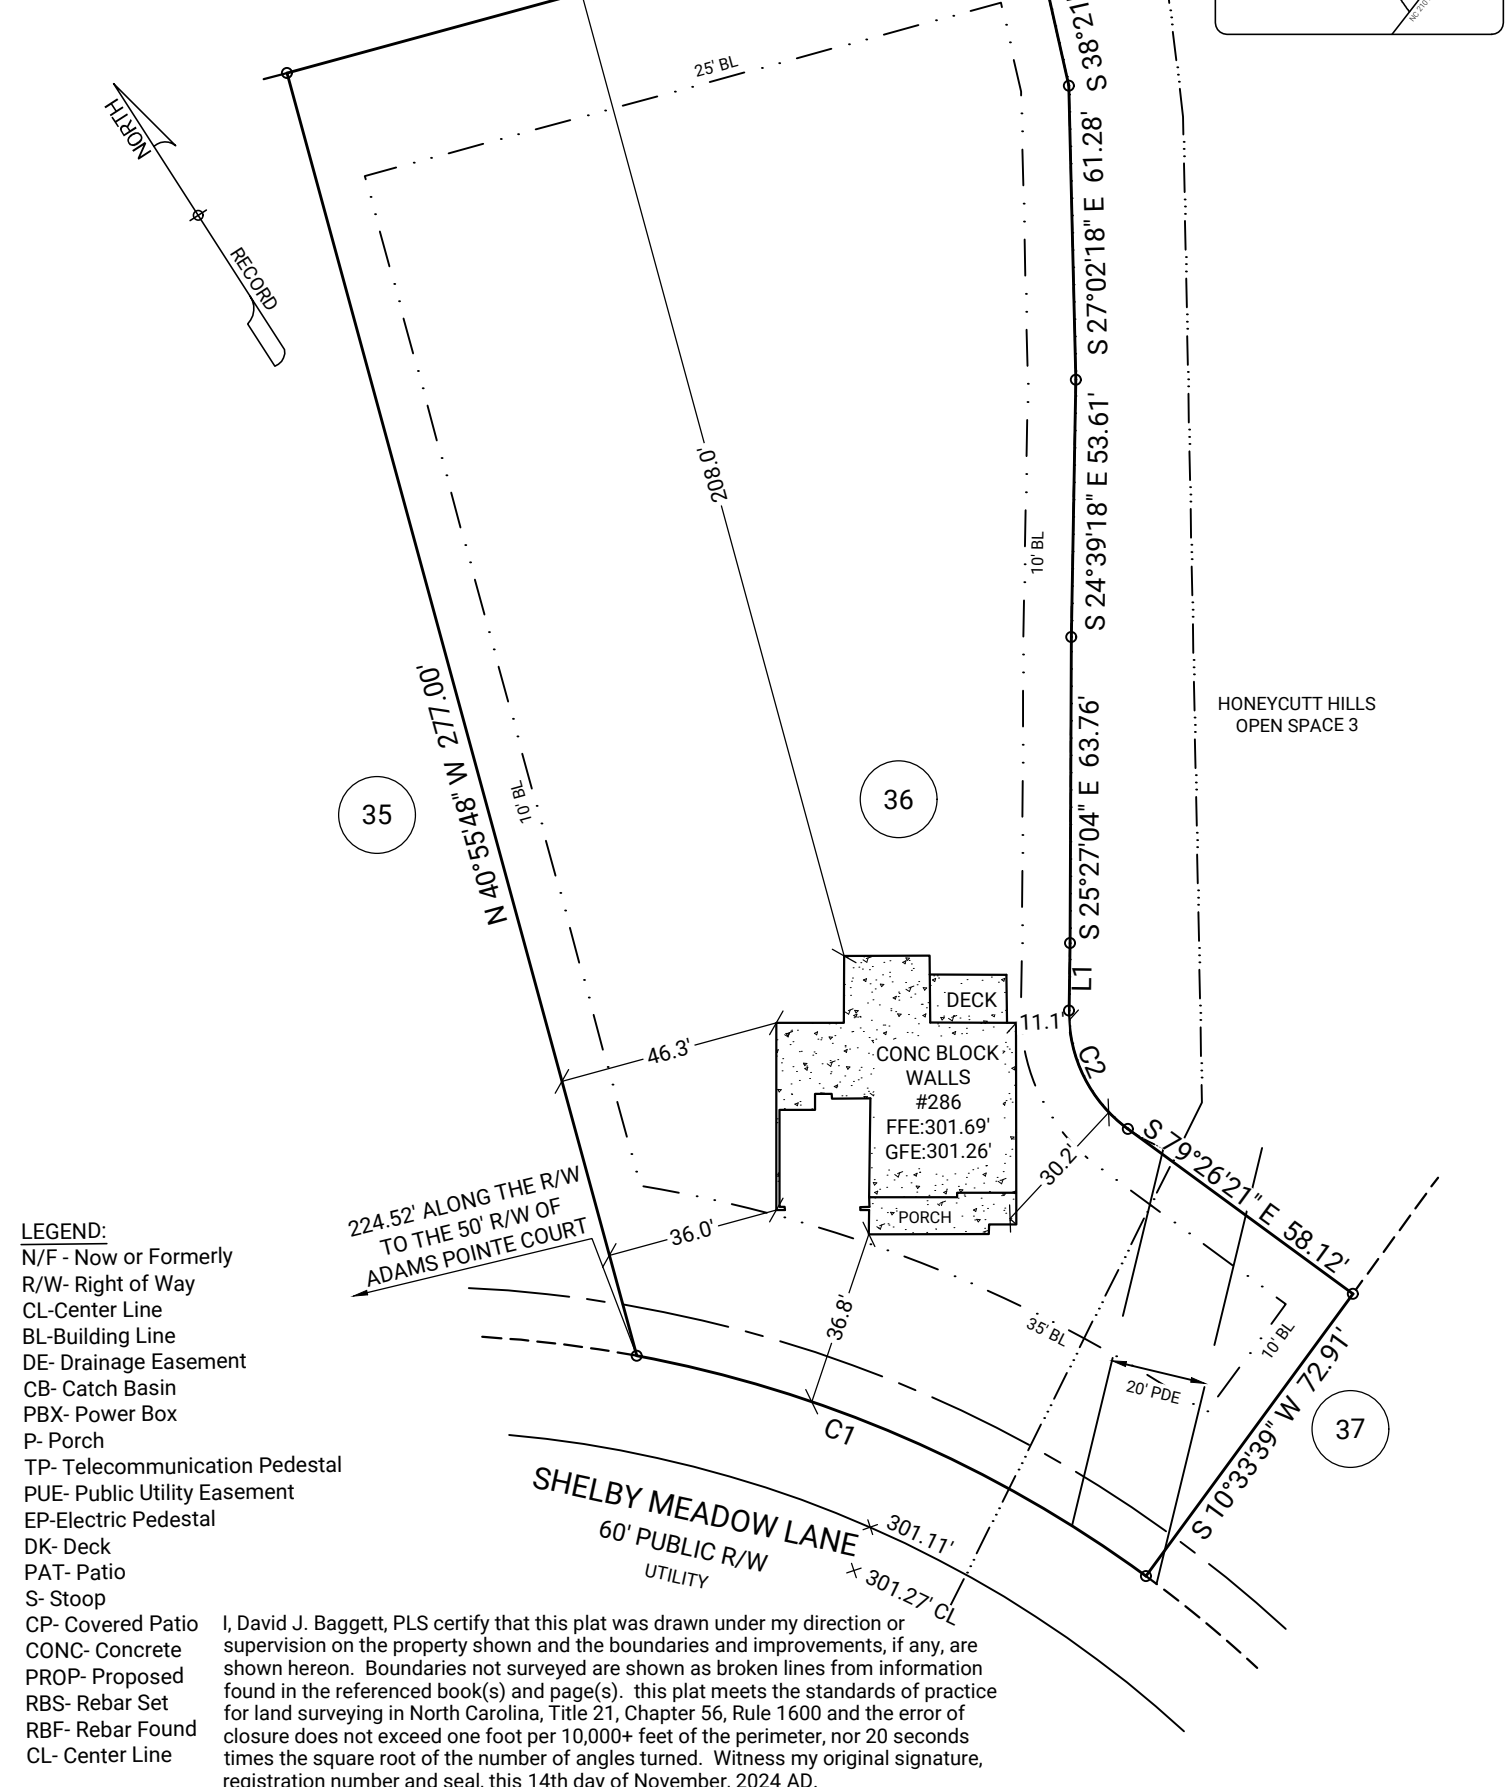 NC 210
S 38°21'
25' BL
NORTH
RECORD
S 27°02'18" E 61.28'
208.0'
S 24°39'18" E 53.61'
10' BL
HONEYCUTT HILLS
OPEN SPACE 3
N 40°55'48" W 277.00'
10' BL
35
36
S 25°27'04" E 63.76'
L1
DECK
11.1'
46.3'
CONC BLOCK
WALLS
#286
FFE:301.69'
GFE:301.26'
C2
S 79°26'21" E 58.12'
30.2'
224.52' ALONG THE R/W
TO THE 50' R/W OF
ADAMS POINTE COURT
36.0'
PORCH
36.8'
35' BL
10' BL
20' PDE
S 10°33'39" W 72.91'
37
C1
SHELBY MEADOW LANE
60' PUBLIC R/W
UTILITY
301.11'
301.27' CL
LEGEND:
N/F - Now or Formerly
R/W- Right of Way
CL-Center Line
BL-Building Line
DE- Drainage Easement
CB- Catch Basin
PBX- Power Box
P- Porch
TP- Telecommunication Pedestal
PUE- Public Utility Easement
EP-Electric Pedestal
DK- Deck
PAT- Patio
S- Stoop
CP- Covered Patio
CONC- Concrete
PROP- Proposed
RBS- Rebar Set
RBF- Rebar Found
CL- Center Line
I, David J. Baggett, PLS certify that this plat was drawn under my direction or
supervision on the property shown and the boundaries and improvements, if any, are
shown hereon. Boundaries not surveyed are shown as broken lines from information
found in the referenced book(s) and page(s). this plat meets the standards of practice
for land surveying in North Carolina, Title 21, Chapter 56, Rule 1600 and the error of
closure does not exceed one foot per 10,000+ feet of the perimeter, nor 20 seconds
times the square root of the number of angles turned. Witness my original signature,
registration number and seal, this 14th day of November, 2024 AD.